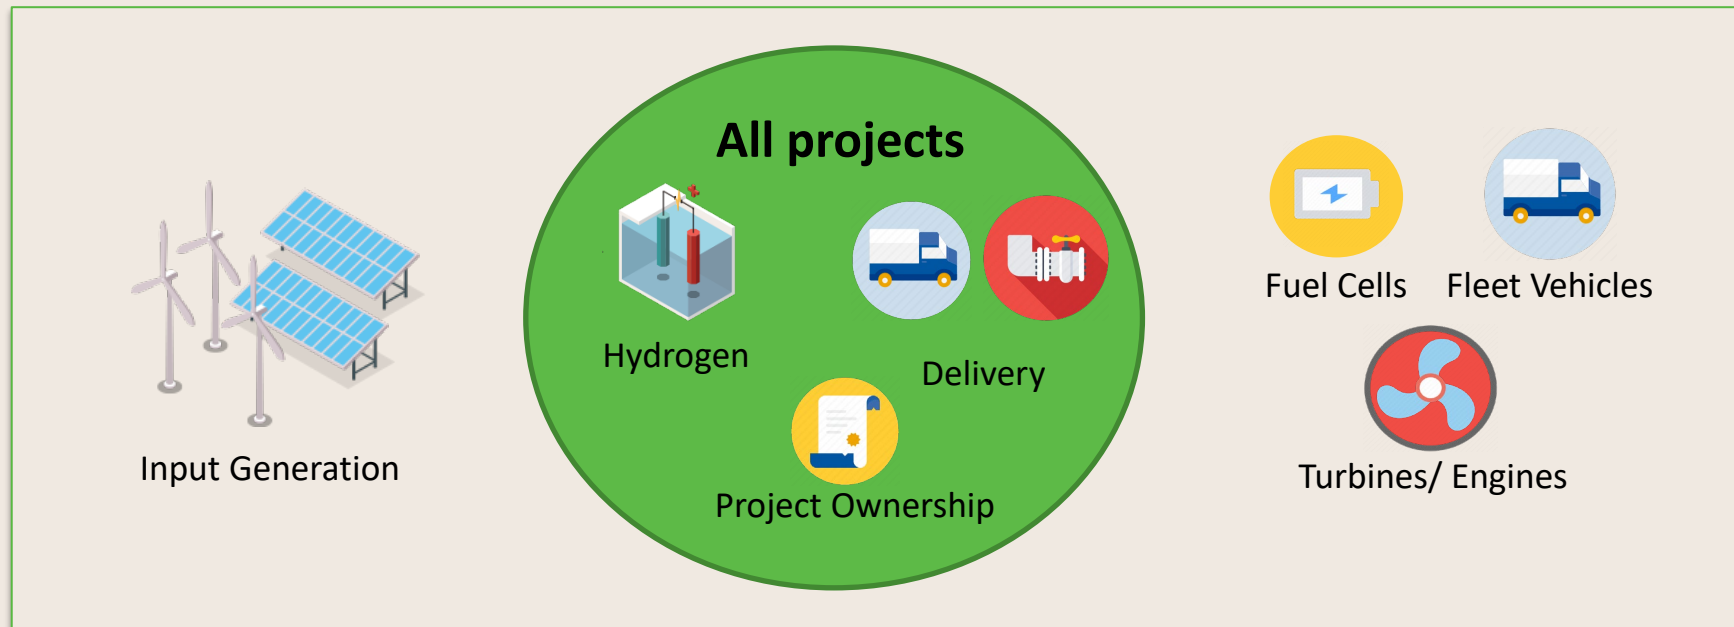 All projects
Hydrogen
Delivery
Project Ownership
Input Generation
Fuel Cells
Fleet Vehicles
Turbines/ Engines